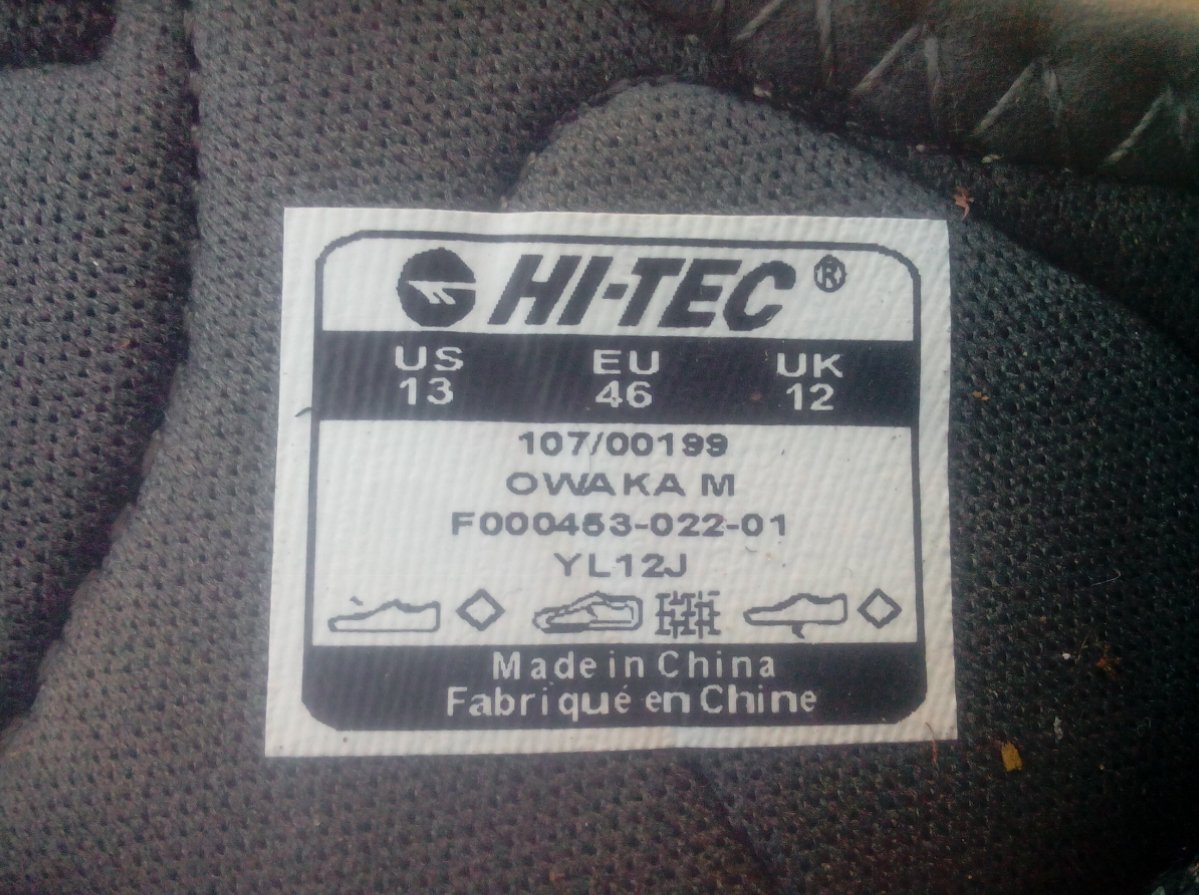 HI-TEC®
US EU UK
13 46 12
107/00199
OWAKA M
F000453-022-01
YL12J
Made in China
Fabriqué en Chine